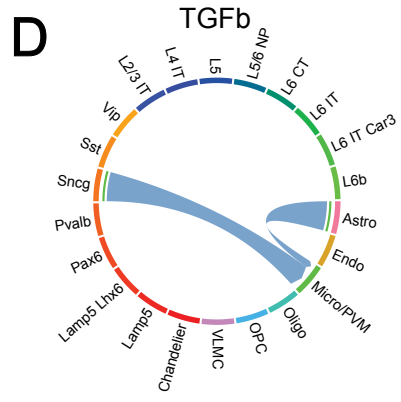 D
TGFb
L2/3 IT
L4 IT
L5
L5/6 NP
L6 CT
L6 IT
L6 IT Car3
L6b
Astro
Endo
Micro/PVM
Oligo
OPC
VLMC
Chandelier
Lamp5
Lamp5 Lhx6
Pax6
Pvalb
Sncg
Sst
Vip